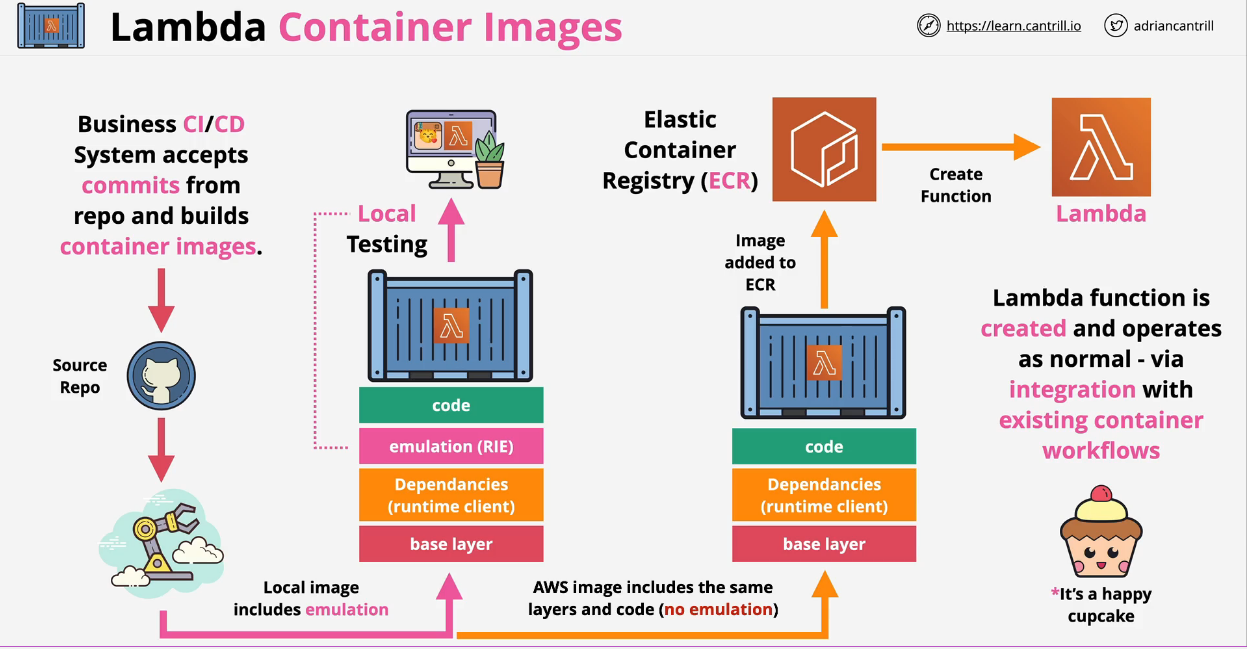 Lambda Container Images
https://learn.cantrill.io
adriancantrill
Business CI/CD
System accepts
commits from
repo and builds
container images.
Source
Repo
Local
Testing
code
emulation (RIE)
Dependancies
(runtime client)
base layer
Local image
includes emulation
Elastic
Container
Registry (ECR)
Image
added to
ECR
code
Dependancies
(runtime client)
base layer
AWS image includes the same
layers and code (no emulation)
Create
Function
Lambda
Lambda function is
created and operates
as normal - via
integration with
existing container
workflows
*It's a happy
cupcake